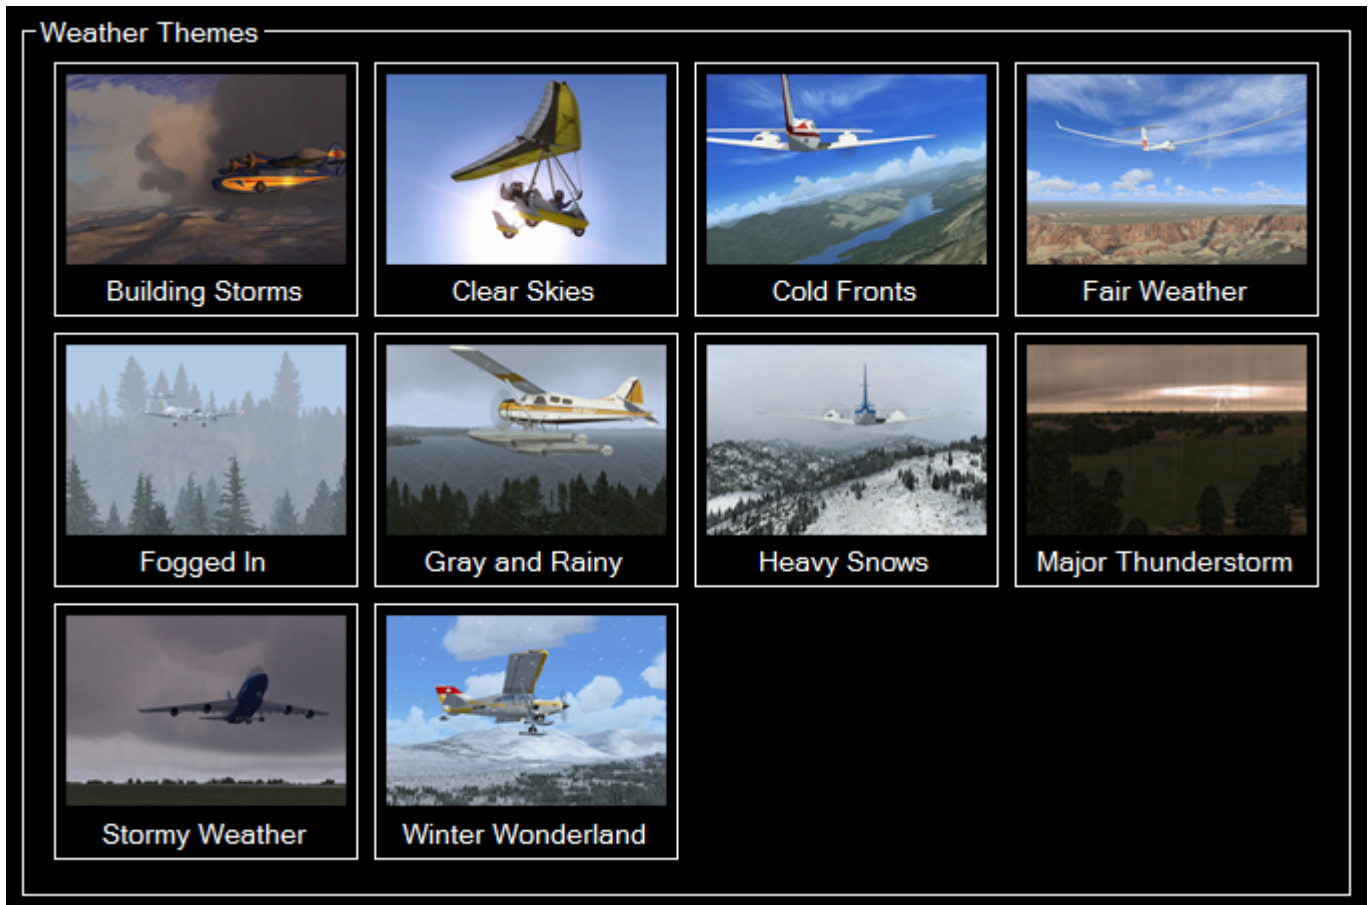 Weather Themes
Building Storms
Clear Skies
Cold Fronts
Fair Weather
Fogged In
Gray and Rainy
Heavy Snows
Major Thunderstorm
Stormy Weather
Winter Wonderland